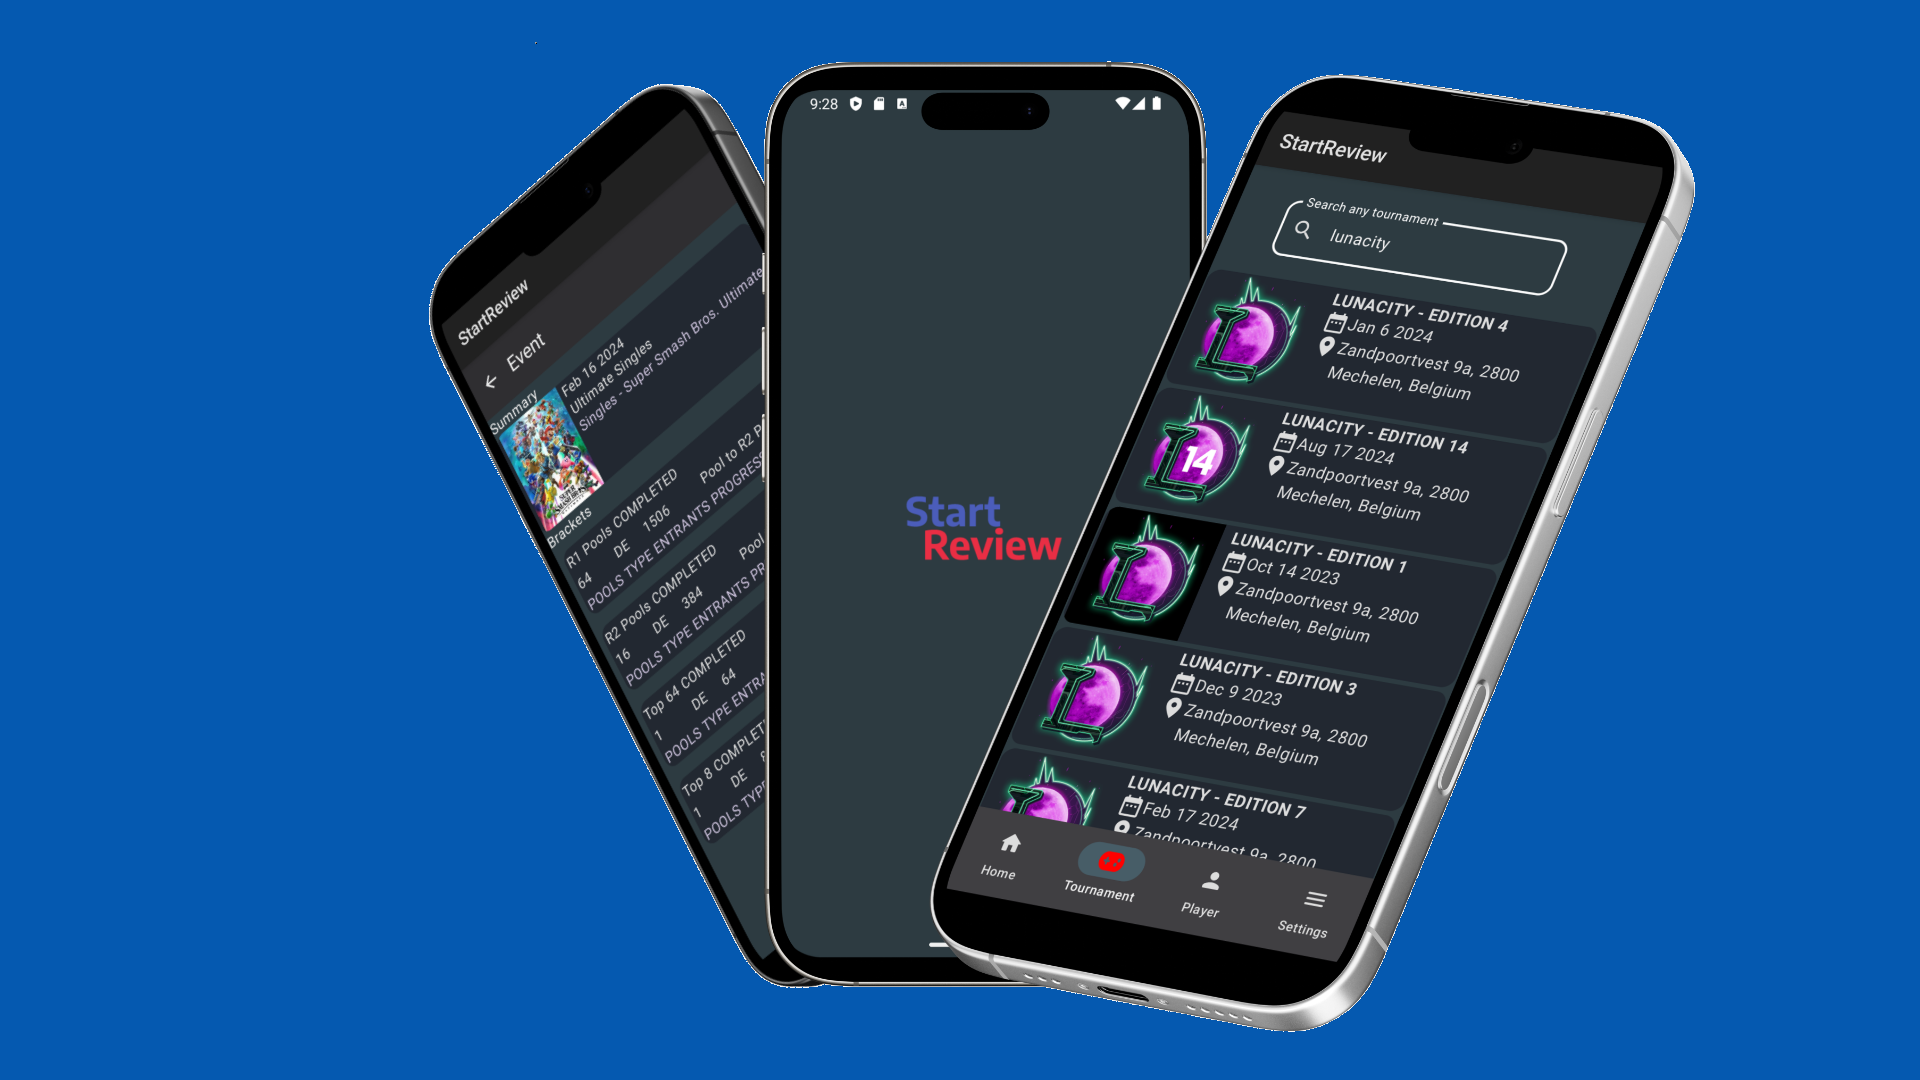 StartReview
Event
Summary
Feb 16 2024
Ultimate Singles
Singles - Super Smash Bros. Ultimate
Brackets
R1 Pools COMPLETED
64 DE 1506 Pool to R2
POOLS TYPE ENTRANTS
R2 Pools COMPLETED
16 DE 384 Pool
POOLS TYPE ENTRANTS
Top 64 COMPLETED
1 DE 64
POOLS TYPE
Top 8
1 DE
POOLS
9:28
Start
Review
StartReview
Search any tournament
lunacity
LUNACITY - EDITION 4
Jan 6 2024
Zandpoortvest 9a, 2800
Mechelen, Belgium
14
LUNACITY - EDITION 14
Aug 17 2024
Zandpoortvest 9a, 2800
Mechelen, Belgium
LUNACITY - EDITION 1
Oct 14 2023
Zandpoortvest 9a, 2800
Mechelen, Belgium
LUNACITY - EDITION 3
Dec 9 2023
Zandpoortvest 9a, 2800
Mechelen, Belgium
LUNACITY - EDITION 7
Feb 17 2024
Zandpoortvest 9a, 2800
Home
Tournament
Player
Settings